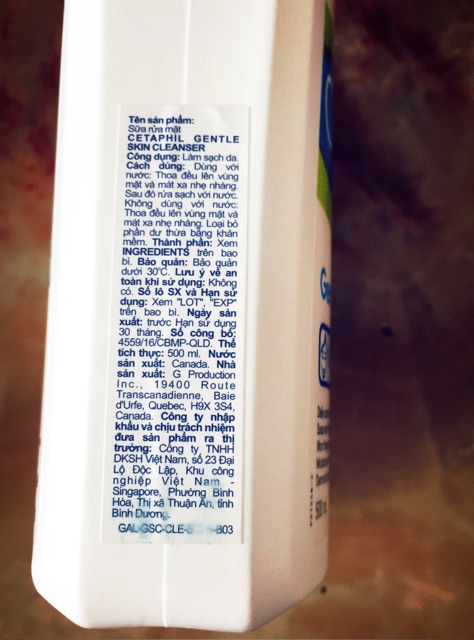 Tên sản phẩm:
Sữa rửa mặt
CETAPHIL GENTLE
SKIN CLEANSER
Công dụng: Làm sạch da.
Cách dùng: Dùng với
nước: Thoa đều lên vùng
mặt và mát xa nhẹ nhàng.
Sau đó rửa sạch với nước.
Không dùng với nước:
Thoa đều lên vùng mặt và
mát xa nhẹ nhàng. Loại bỏ
phần dư thừa bằng khăn
mềm. Thành phần: Xem
INGREDIENTS trên bao
bì. Bảo quản: Bảo quản
dưới 30°C. Lưu ý về an
toàn khi sử dụng: Không
có. Số lô SX và Hạn sử
dụng: Xem "LOT", "EXP"
trên bao bì. Ngày sản
xuất: trước Hạn sử dụng
30 tháng. Số công bố:
4559/16/CBMP-QLD. Thể
tích thực: 500 ml. Nước
sản xuất: Canada. Nhà
sản xuất: G Production
Inc., 19400 Route
Transcanadienne, Baie
d'Urfe, Quebec, H9X 3S4,
Canada. Công ty nhập
khẩu và chịu trách nhiệm
đưa sản phẩm ra thị
trường: Công ty TNHH
DKSH Việt Nam, số 23 Đại
Lộ Độc Lập, Khu công
nghiệp Việt Nam -
Singapore, Phường Bình
Hòa, Thị xã Thuận An, tỉnh
Bình Dương.
GAL-GSC-CLE-
B03